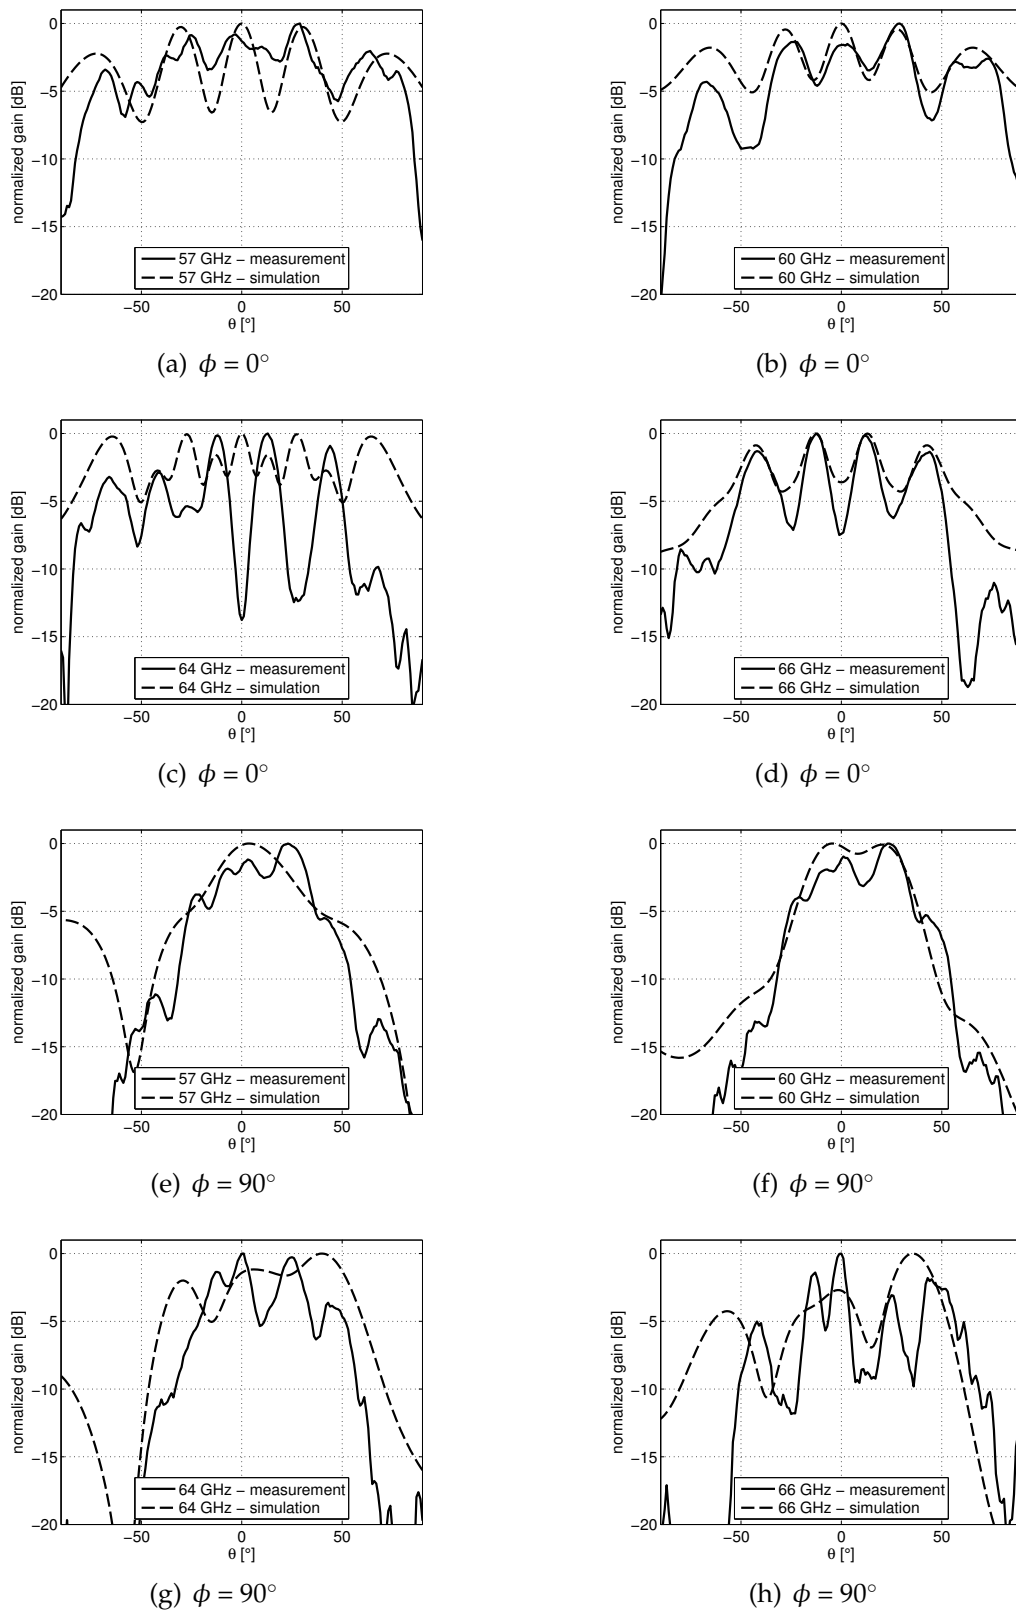 0
−5
−10
−15
−20
normalized gain [dB]
57 GHz − measurement
57 GHz − simulation
−50 0 50
θ [°]
(a) ϕ = 0°
0
−5
−10
−15
−20
normalized gain [dB]
60 GHz − measurement
60 GHz − simulation
−50 0 50
θ [°]
(b) ϕ = 0°
0
−5
−10
−15
−20
normalized gain [dB]
64 GHz − measurement
64 GHz − simulation
−50 0 50
θ [°]
(c) ϕ = 0°
0
−5
−10
−15
−20
normalized gain [dB]
66 GHz − measurement
66 GHz − simulation
−50 0 50
θ [°]
(d) ϕ = 0°
0
−5
−10
−15
−20
normalized gain [dB]
57 GHz − measurement
57 GHz − simulation
−50 0 50
θ [°]
(e) ϕ = 90°
0
−5
−10
−15
−20
normalized gain [dB]
60 GHz − measurement
60 GHz − simulation
−50 0 50
θ [°]
(f) ϕ = 90°
0
−5
−10
−15
−20
normalized gain [dB]
64 GHz − measurement
64 GHz − simulation
−50 0 50
θ [°]
(g) ϕ = 90°
0
−5
−10
−15
−20
normalized gain [dB]
66 GHz − measurement
66 GHz − simulation
−50 0 50
θ [°]
(h) ϕ = 90°